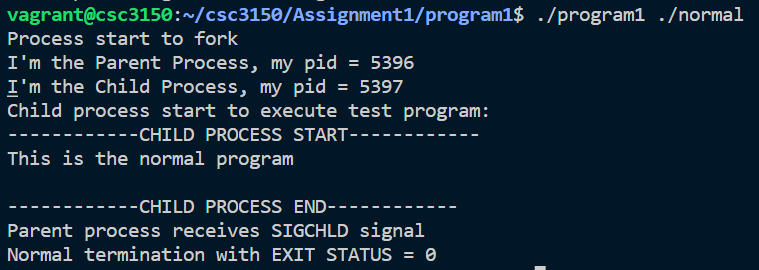 vagrant@csc3150:~/csc3150/Assignment1/program1$ ./program1 ./normal
Process start to fork
I'm the Parent Process, my pid = 5396
I'm the Child Process, my pid = 5397
Child process start to execute test program:
------------CHILD PROCESS START------------
This is the normal program
------------CHILD PROCESS END------------
Parent process receives SIGCHLD signal
Normal termination with EXIT STATUS = 0